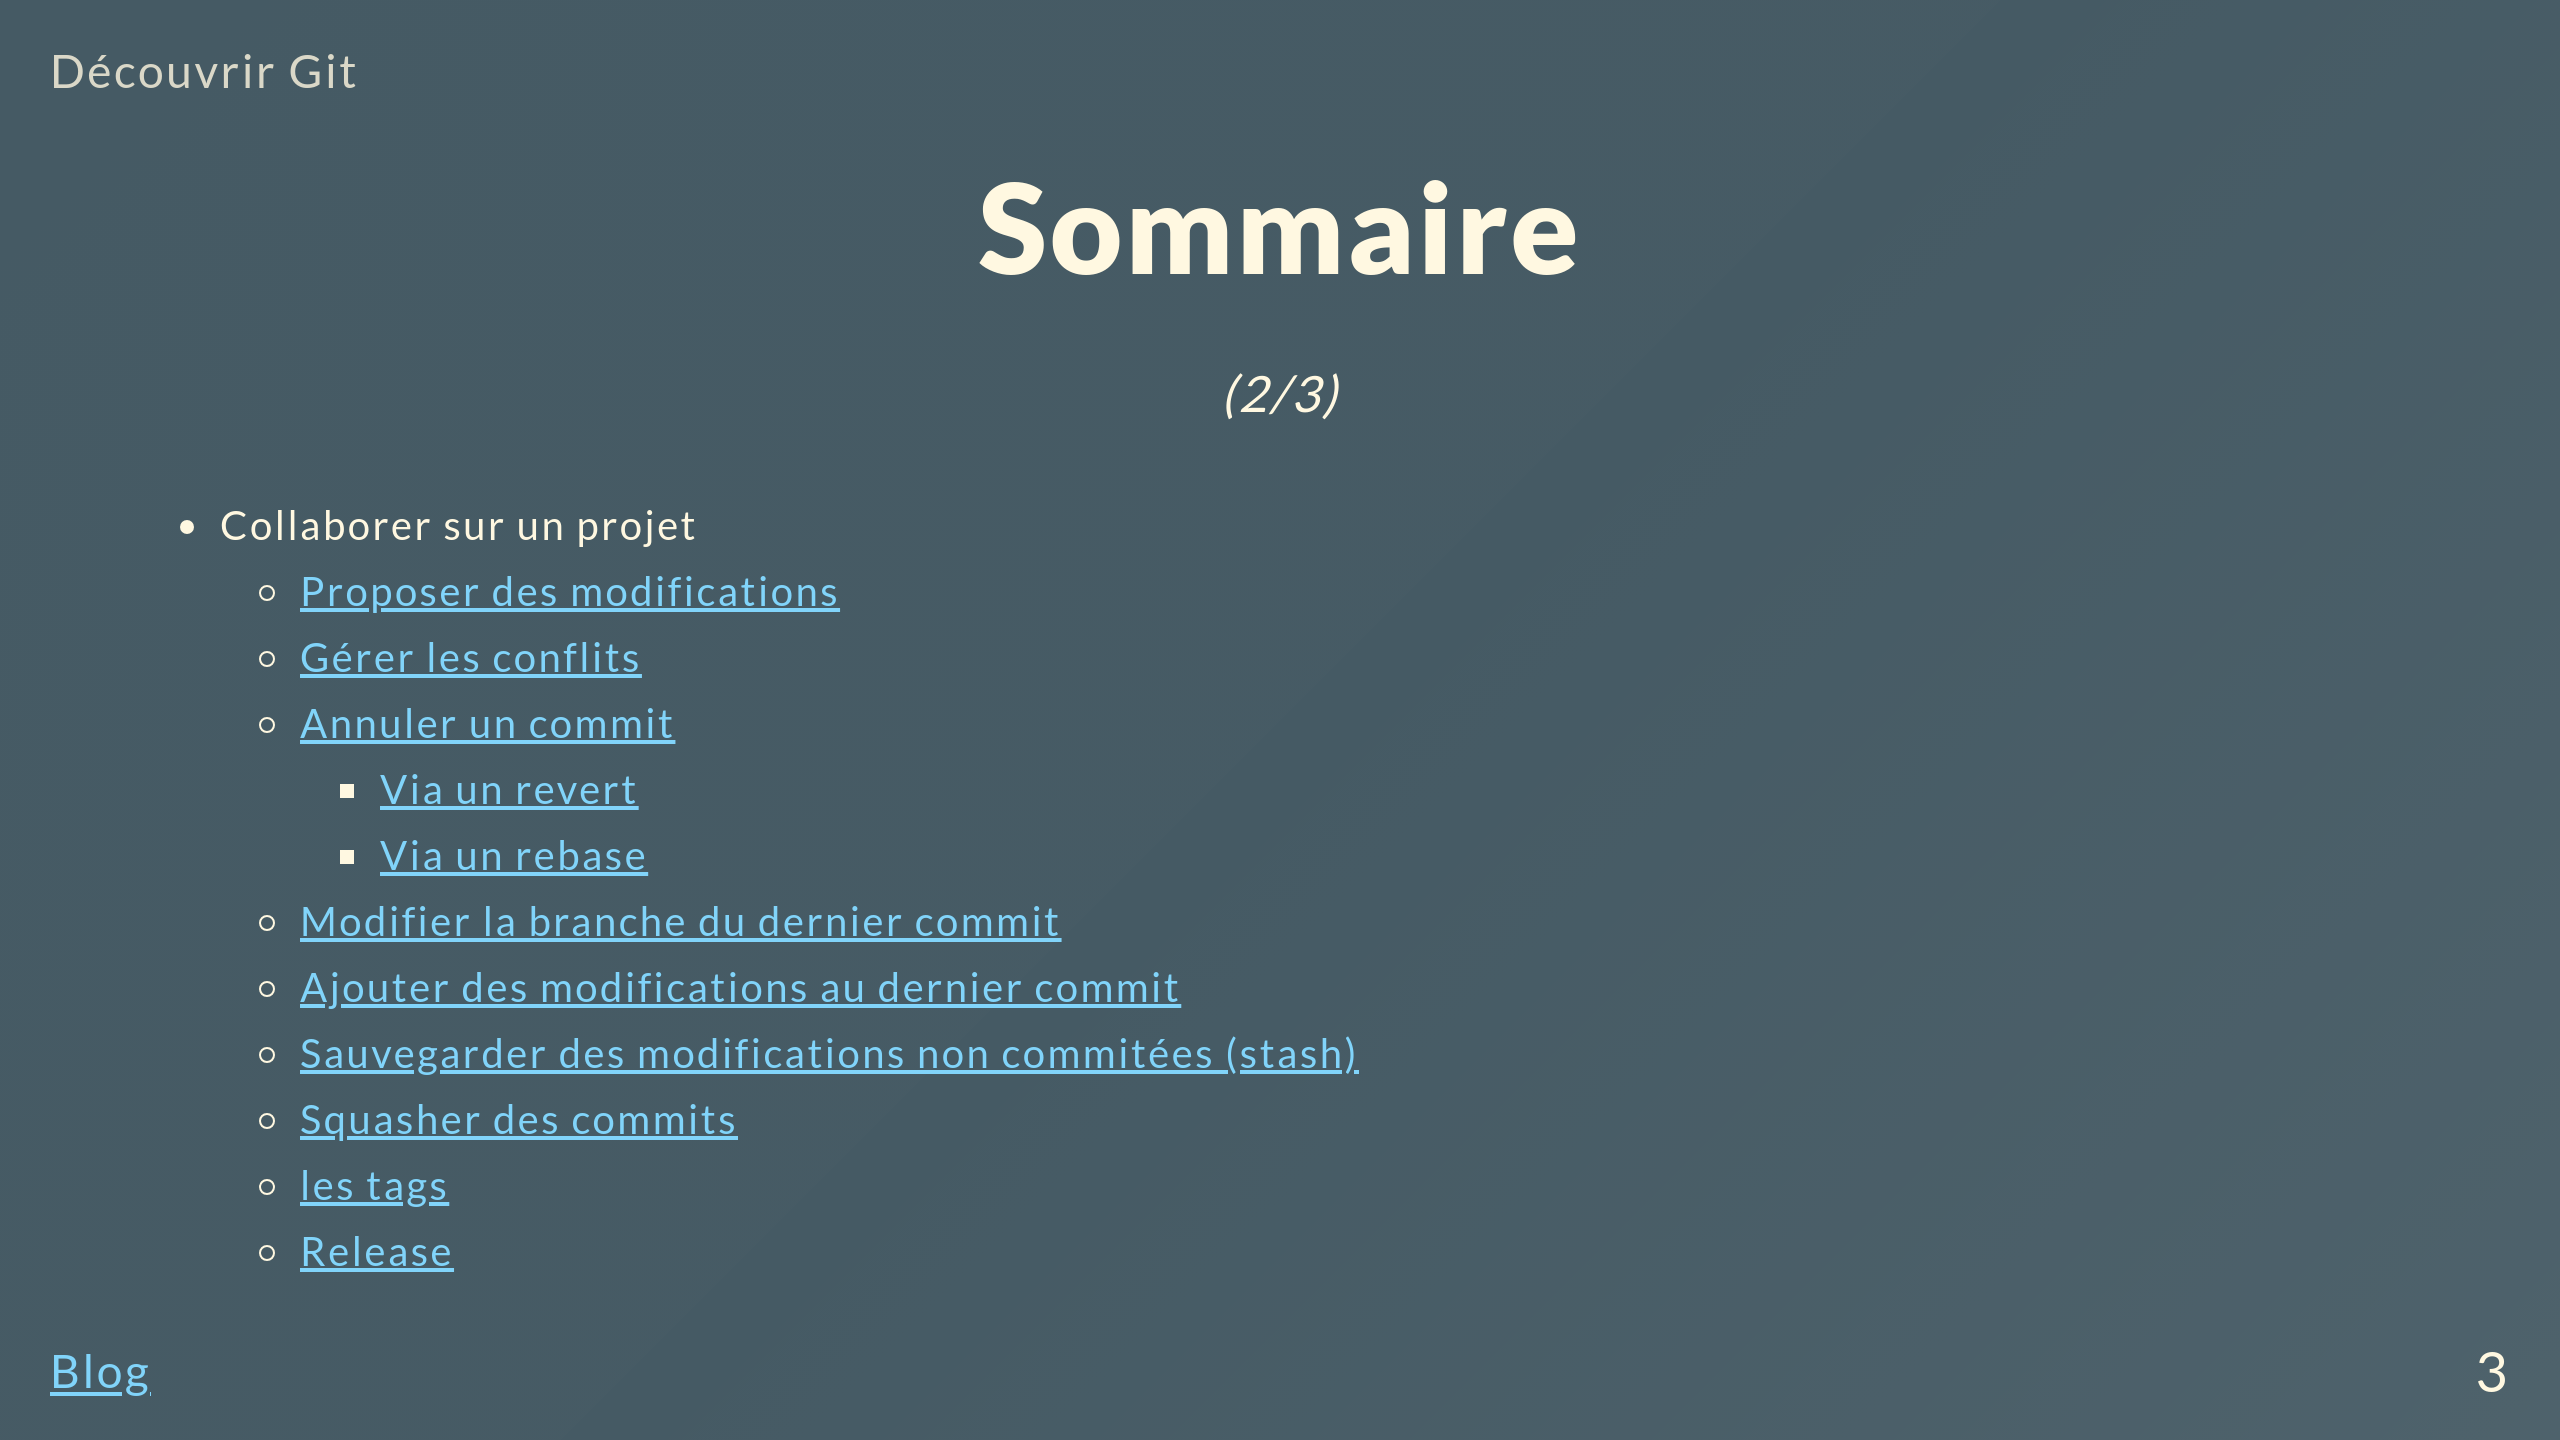 Découvrir Git
Sommaire
(2/3)
Collaborer sur un projet
Proposer des modifications
Gérer les conflits
Annuler un commit
Via un revert
Via un rebase
Modifier la branche du dernier commit
Ajouter des modifications au dernier commit
Sauvegarder des modifications non commitées (stash)
Squasher des commits
les tags
Release
Blog
3